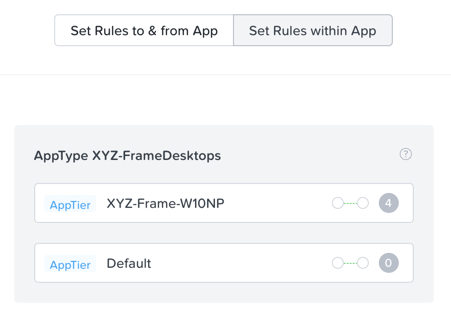 Set Rules to & from App
Set Rules within App
AppType XYZ-FrameDesktops
?
AppTier XYZ-Frame-W10NP 4
AppTier Default 0